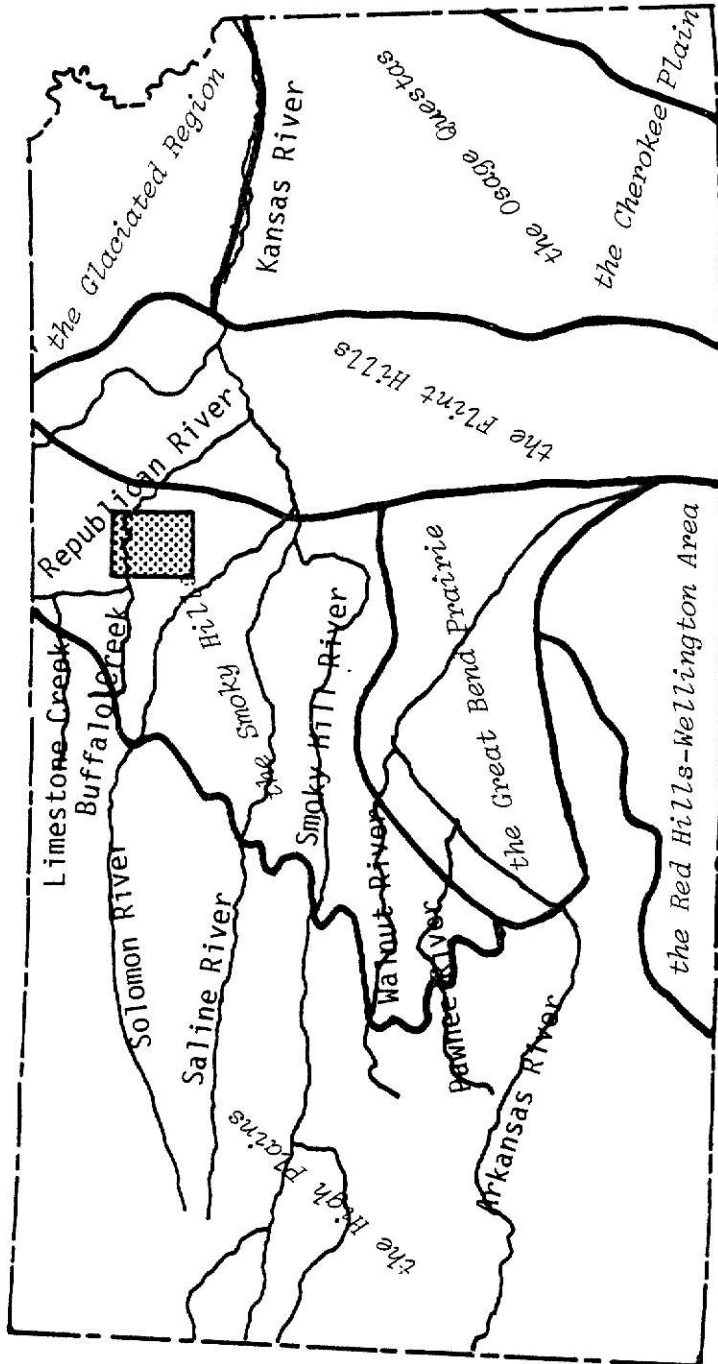 the Glaciated Region
Kansas River
the Osage Questas
the Cherokee Plain
the Flint Hills
Republican River
Limestone Creek
Buffalo Creek
the Smoky Hills
Smoky Hill River
Solomon River
Saline River
Walnut River
Pawnee River
the Great Bend Prairie
the Red Hills-Wellington Area
Arkansas River
the High Plains